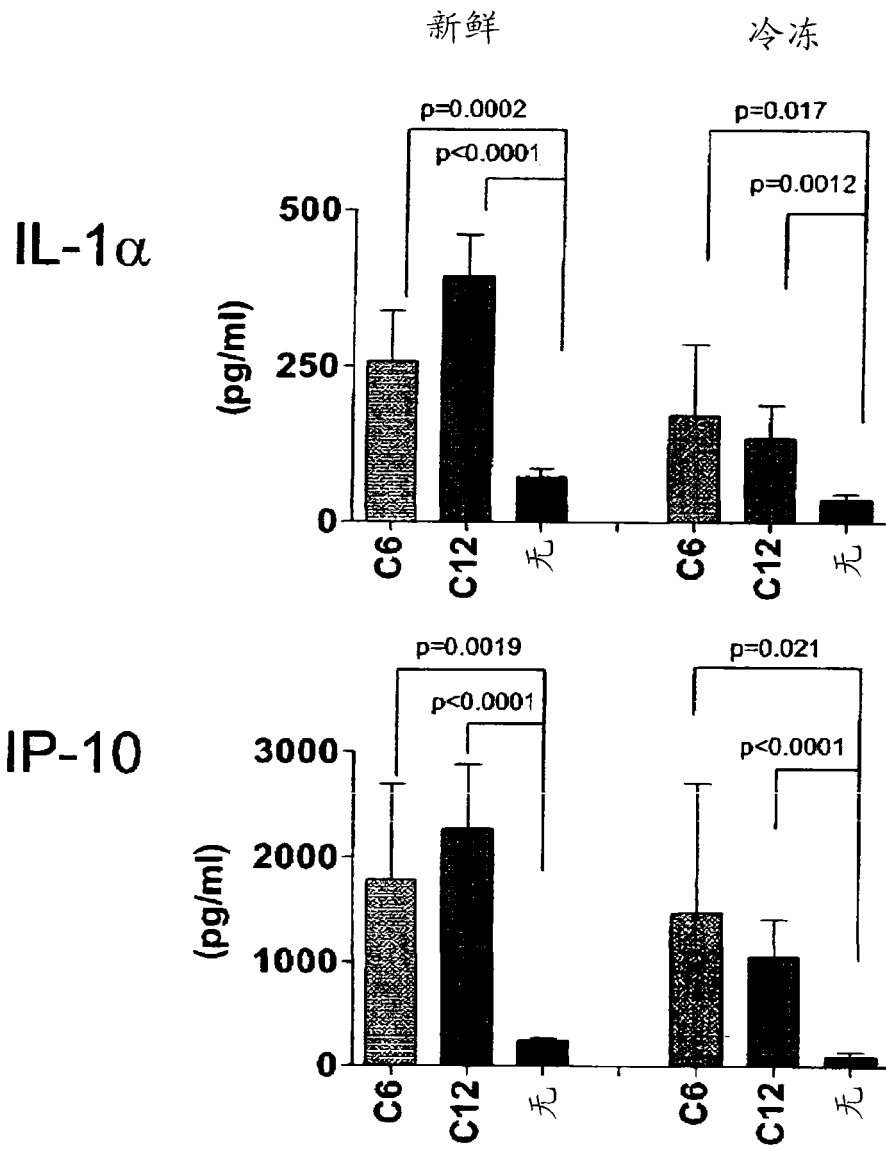 新鲜 冷冻
p=0.0002 p=0.017
p<0.0001 p=0.0012
IL-1α
(pg/ml)
500
250
0
C6 C12 无 C6 C12 无
p=0.0019 p=0.021
p<0.0001 p<0.0001
IP-10
(pg/ml)
3000
2000
1000
0
C6 C12 无 C6 C12 无